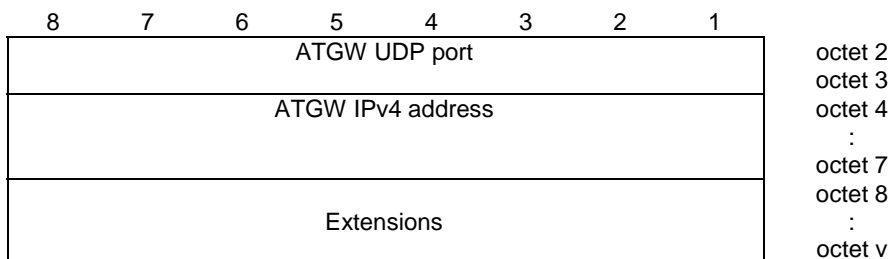 8 7 6 5 4 3 2 1
ATGW UDP port octet 2
octet 3
ATGW IPv4 address octet 4
:
octet 7
octet 8
Extensions :
octet v